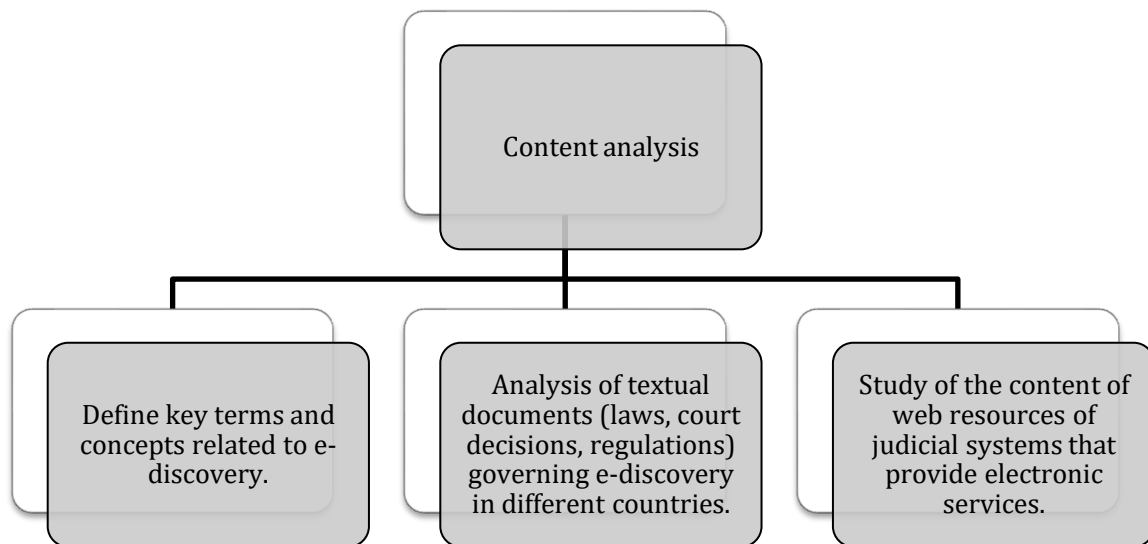 Content analysis
Define key terms and
concepts related to e-
discovery.
Analysis of textual
documents (laws, court
decisions, regulations)
governing e-discovery
in different countries.
Study of the content of
web resources of
judicial systems that
provide electronic
services.